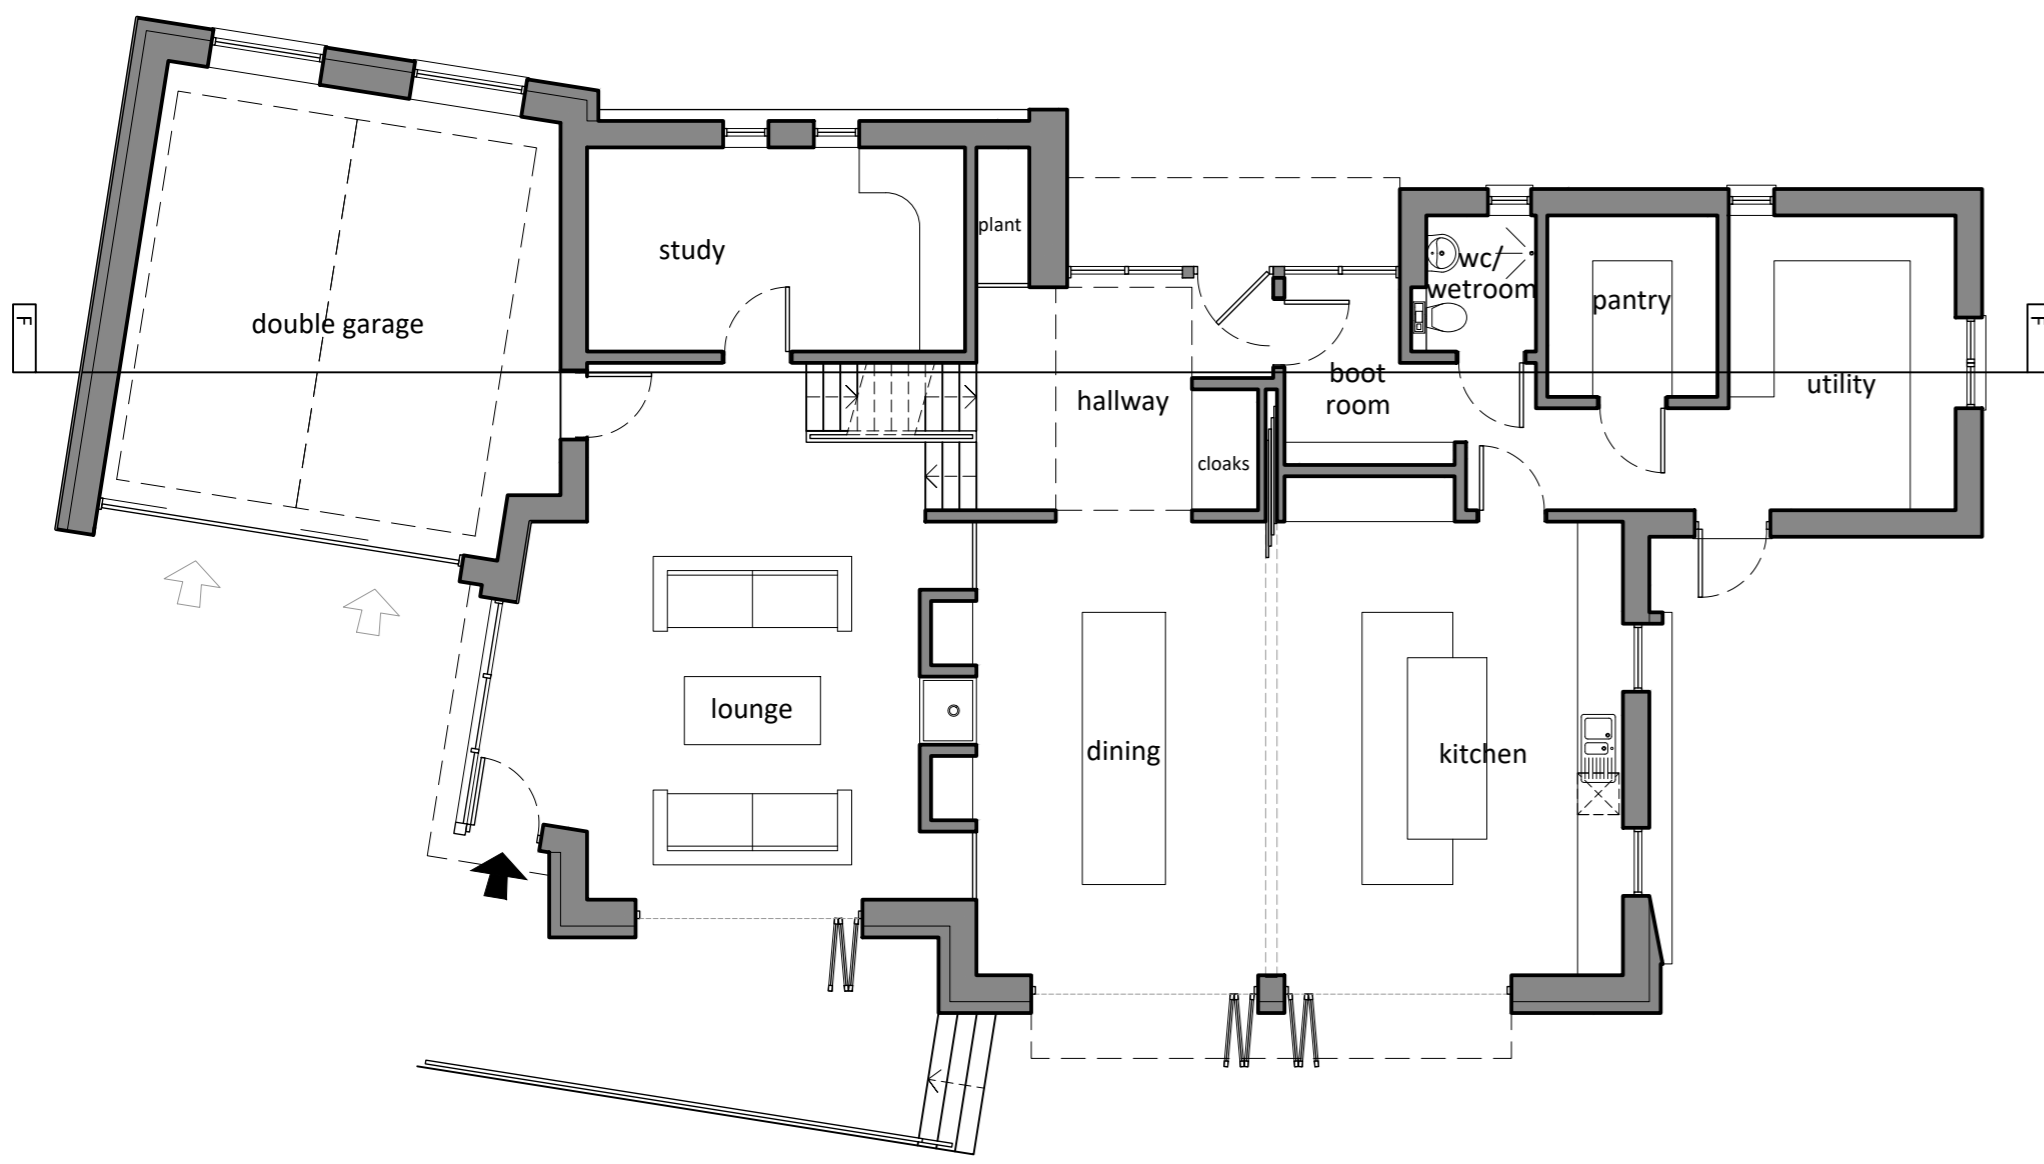 plant
study
wc/
wetroom
pantry
F
double garage
F
boot
room
utility
hallway
cloaks
lounge
dining
kitchen